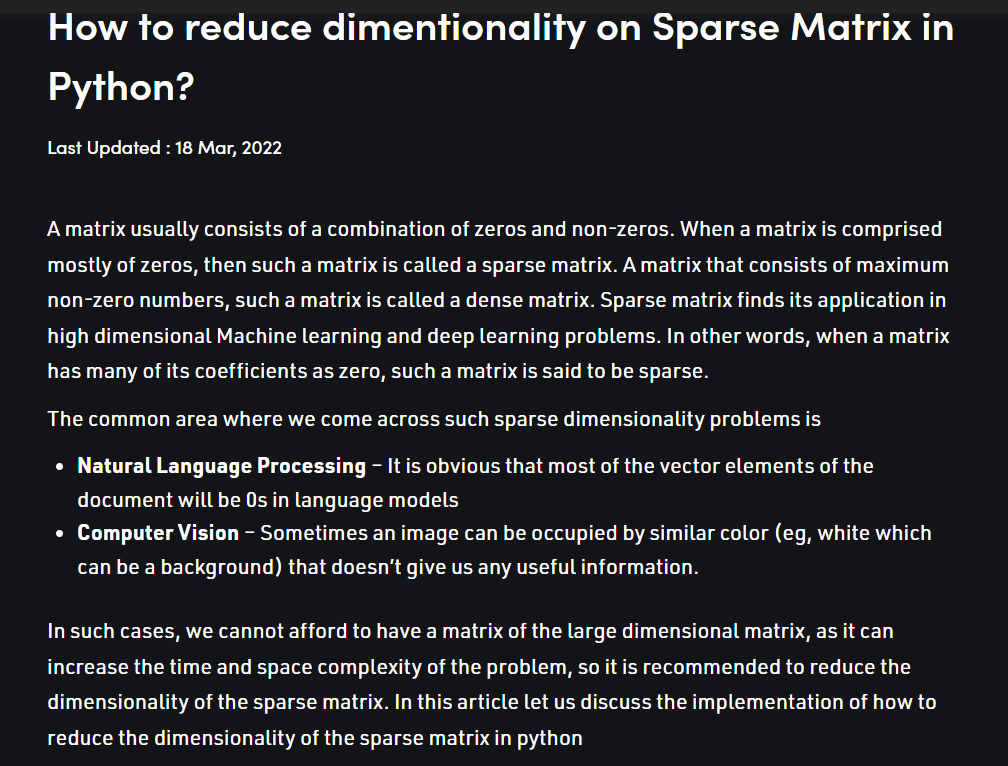 How to reduce dimentionality on Sparse Matrix in
Python?
Last Updated : 18 Mar, 2022
A matrix usually consists of a combination of zeros and non-zeros. When a matrix is comprised
mostly of zeros, then such a matrix is called a sparse matrix. A matrix that consists of maximum
non-zero numbers, such a matrix is called a dense matrix. Sparse matrix finds its application in
high dimensional Machine learning and deep learning problems. In other words, when a matrix
has many of its coefficients as zero, such a matrix is said to be sparse.
The common area where we come across such sparse dimensionality problems is
• Natural Language Processing – It is obvious that most of the vector elements of the
document will be 0s in language models
• Computer Vision – Sometimes an image can be occupied by similar color (eg, white which
can be a background) that doesn't give us any useful information.
In such cases, we cannot afford to have a matrix of the large dimensional matrix, as it can
increase the time and space complexity of the problem, so it is recommended to reduce the
dimensionality of the sparse matrix. In this article let us discuss the implementation of how to
reduce the dimensionality of the sparse matrix in python